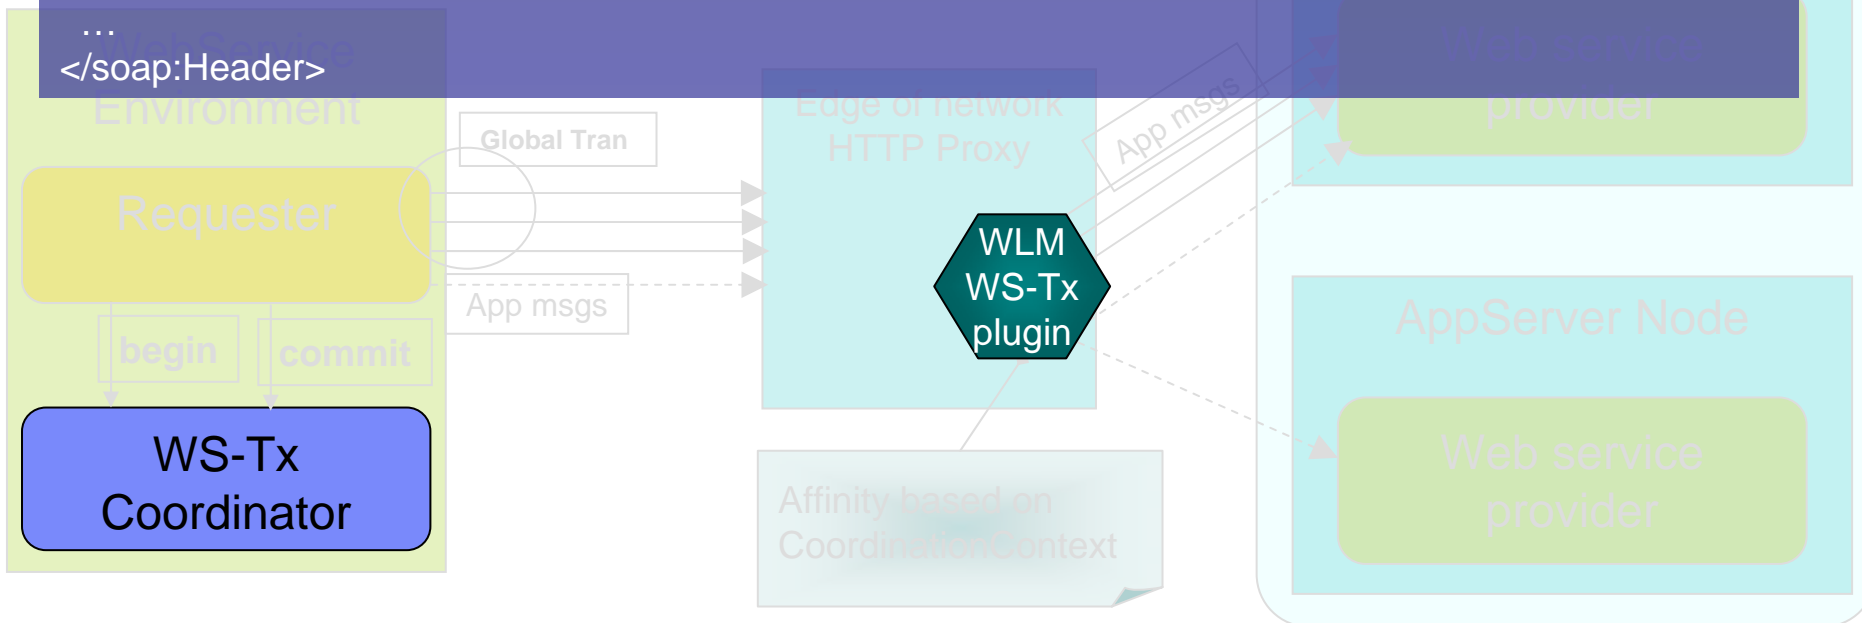 …
</soap:Header>
WebService
Environment
Requester
begin
commit
WS-Tx
Coordinator
Global Tran
App msgs
Edge of network
HTTP Proxy
WLM
WS-Tx
plugin
Affinity based on
CoordinationContext
App msgs
Web service
provider
AppServer Node
Web service
provider